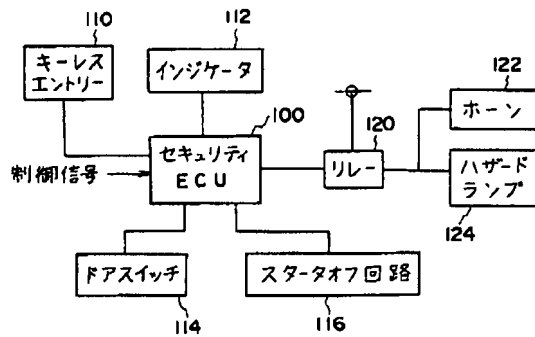 110
キーレス
エントリー
112
インジケータ
100
セキュリティ
ECU
制御信号
120
リレー
122
ホーン
ハザード
ランプ
124
ドアスイッチ
114
スタータオフ回路
116